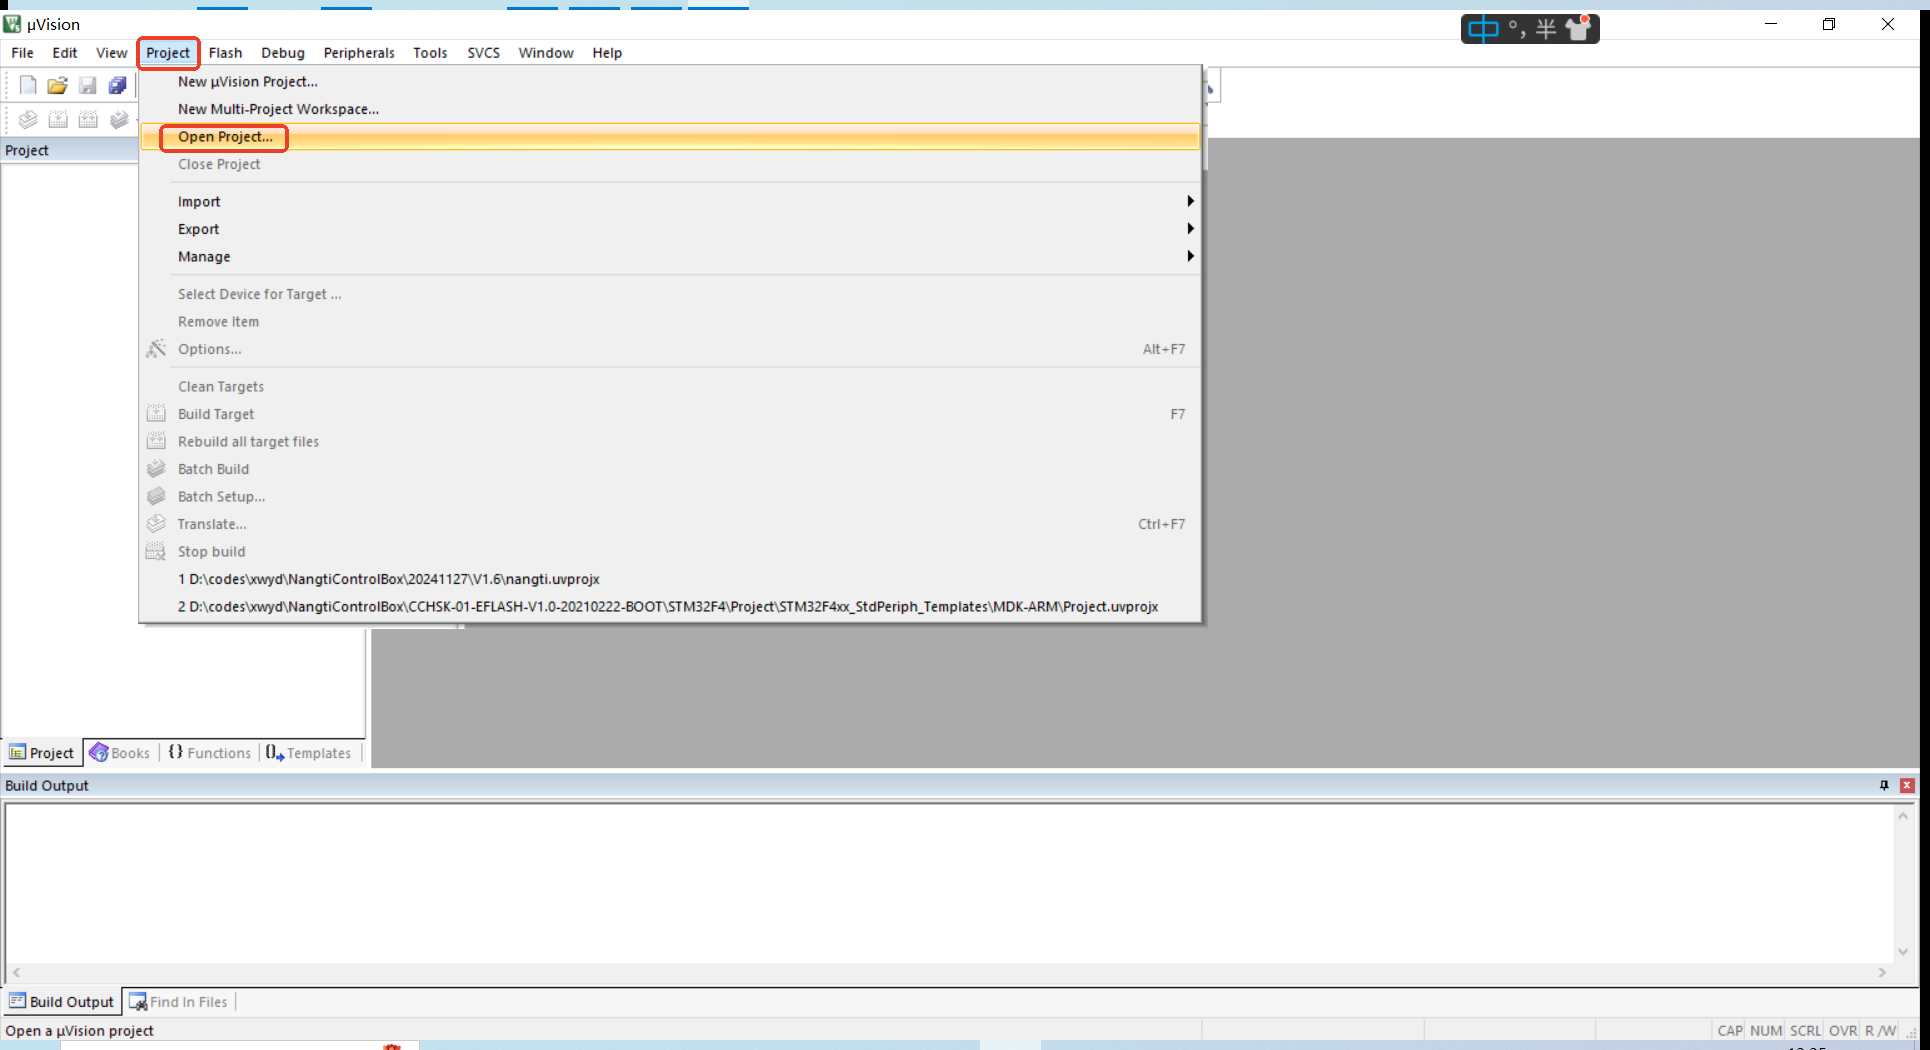 µVision
中 °, 半
File Edit View Project Flash Debug Peripherals Tools SVCS Window Help
New µVision Project...
New Multi-Project Workspace...
Open Project...
Project
Close Project
Import
Export
Manage
Select Device for Target ...
Remove Item
Options... Alt+F7
Clean Targets
Build Target F7
Rebuild all target files
Batch Build
Batch Setup...
Translate... Ctrl+F7
Stop build
1 D:\codes\xwyd\NangtiControlBox\20241127\V1.6\nangti.uvprojx
2 D:\codes\xwyd\NangtiControlBox\CCHSK-01-EFLASH-V1.0-20210222-BOOT\STM32F4\Project\STM32F4xx_StdPeriph_Templates\MDK-ARM\Project.uvprojx
Project Books {} Functions Templates
Build Output
Build Output Find In Files
Open a µVision project
CAP NUM SCRL OVR R/W